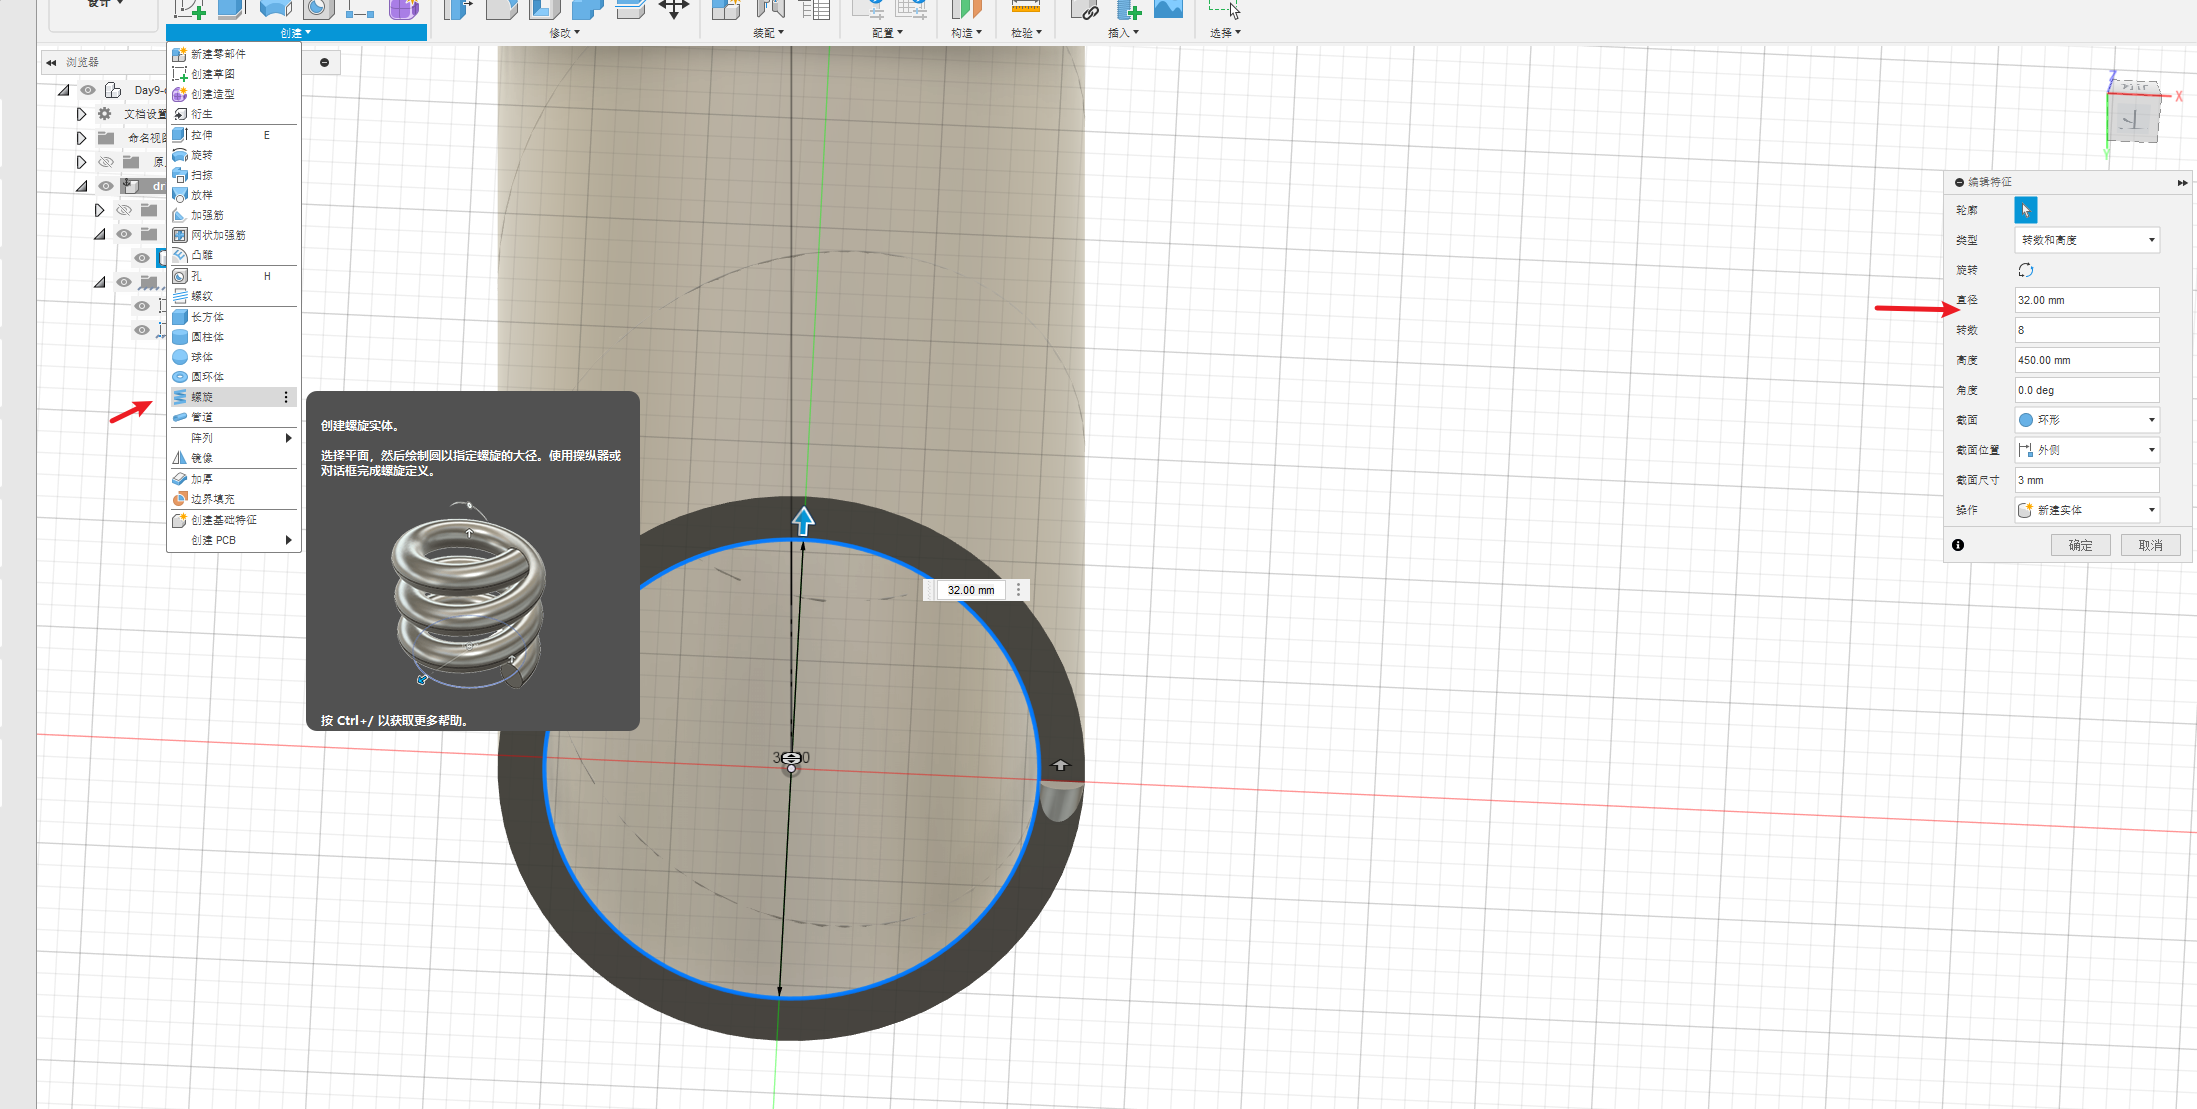 设计
创建
修改
装配
配置
构造
检验
插入
选择
浏览器
新建零部件
创建草图
创建造型
衍生
拉伸 E
旋转
扫掠
放样
加强筋
网状加强筋
凸雕
孔 H
螺纹
长方体
圆柱体
球体
圆环体
螺旋
管道
阵列
镜像
加厚
边界填充
创建基础特征
创建 PCB
Day9-
文档设置
命名视
原
dr
创建螺旋实体。
选择平面，然后绘制圆以指定螺旋的大径。使用操纵器或
对话框完成螺旋定义。
按 Ctrl+/ 以获取更多帮助。
32.00 mm
Z
X
Y
下
编辑特征
轮廓
类型 转数和高度
旋转
直径 32.00 mm
转数 8
高度 450.00 mm
角度 0.0 deg
截面 环形
截面位置 外侧
截面尺寸 3 mm
操作 新建实体
确定 取消